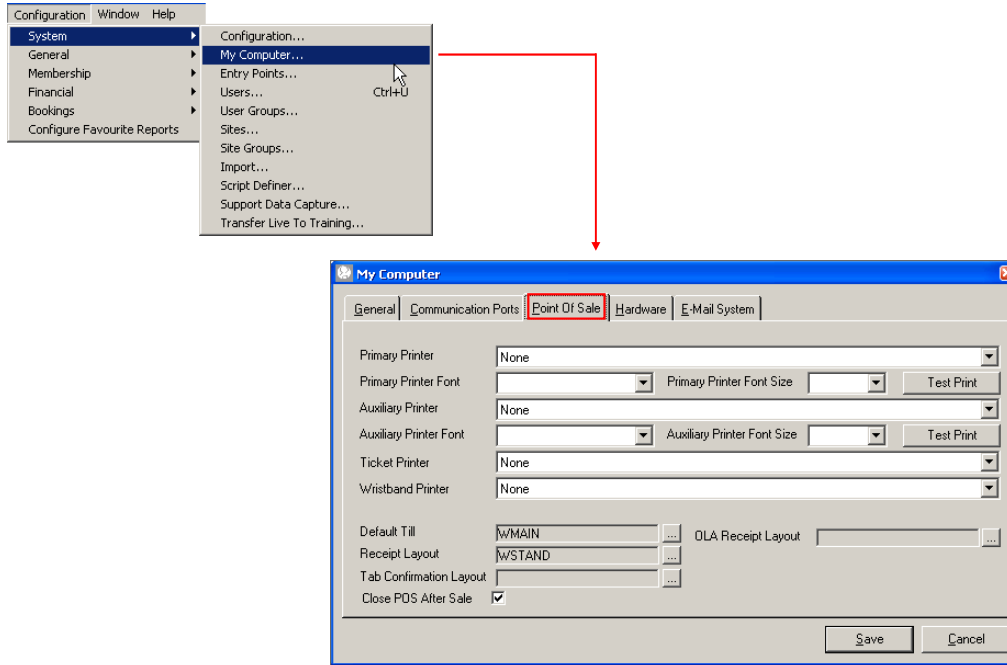 Configuration Window Help
System
General
Membership
Financial
Bookings
Configure Favourite Reports
Configuration...
My Computer...
Entry Points...
Users... Ctrl+U
User Groups...
Sites...
Site Groups...
Import...
Script Definer...
Support Data Capture...
Transfer Live To Training...
My Computer
General Communication Ports Point Of Sale Hardware E-Mail System
Primary Printer None
Primary Printer Font Primary Printer Font Size Test Print
Auxiliary Printer None
Auxiliary Printer Font Auxiliary Printer Font Size Test Print
Ticket Printer None
Wristband Printer None
Default Till WMAIN ... OLA Receipt Layout ...
Receipt Layout WSTAND ...
Tab Confirmation Layout ...
Close POS After Sale
Save Cancel